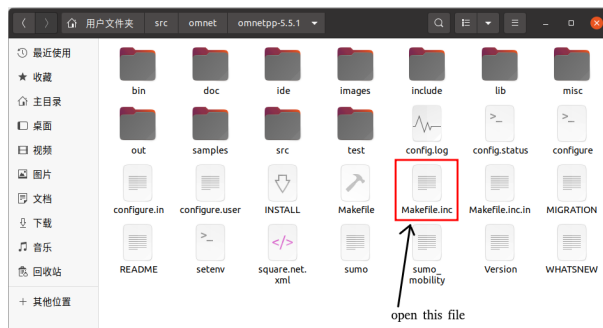 用户文件夹 src omnet omnetpp-5.5.1
最近使用
收藏
主目录
桌面
视频
图片
文档
下载
音乐
回收站
其他位置
bin doc ide images include lib misc
out samples src test config.log config.status configure
configure.in configure.user INSTALL Makefile Makefile.inc Makefile.inc.in MIGRATION
README setenv square.net.
xml sumo sumo_
mobility Version WHATSNEW
open this file